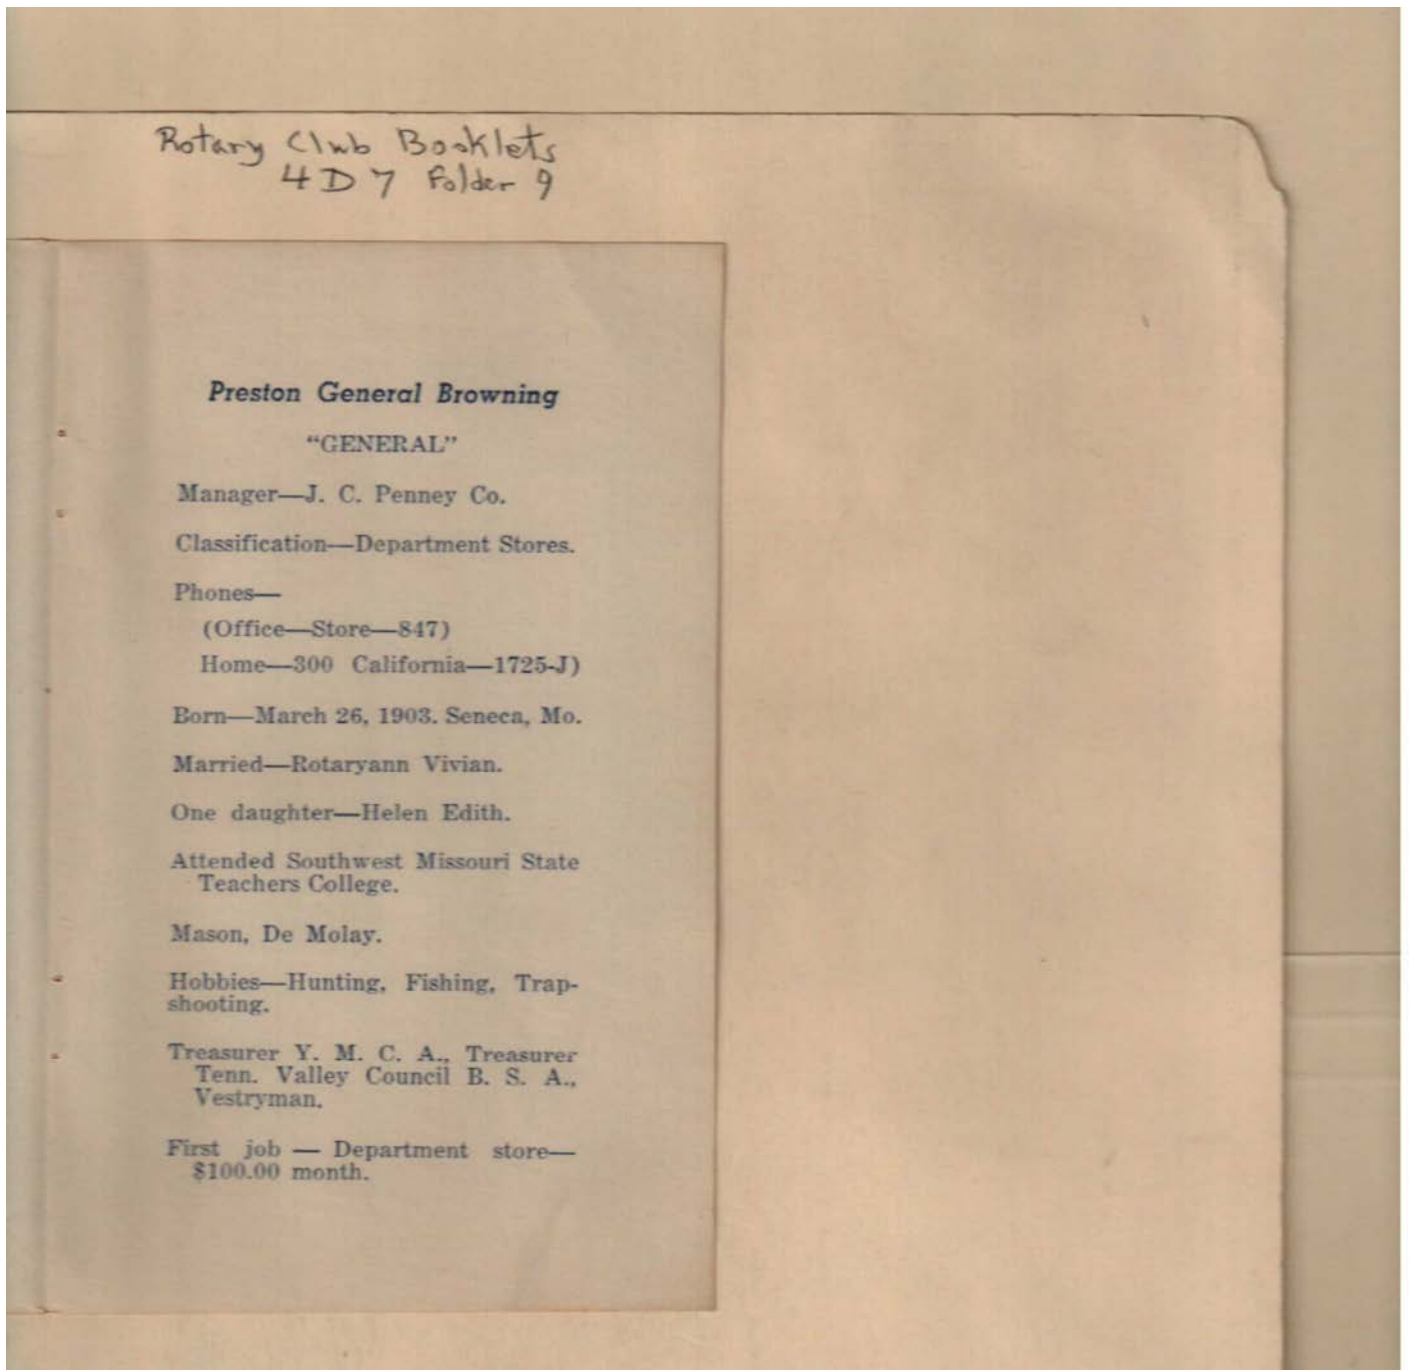 Rotary Club Booklets
4D7 Folder 9
Preston General Browning
“GENERAL”
Manager—J. C. Penney Co.
Classification—Department Stores.
Phones—
(Office—Store—847)
Home—300 California—1725-J)
Born—March 26, 1903. Seneca, Mo.
Married—Rotaryann Vivian.
One daughter—Helen Edith.
Attended Southwest Missouri State
Teachers College.
Mason, De Molay.
Hobbies—Hunting, Fishing, Trap-
shooting.
Treasurer Y. M. C. A., Treasurer
Tenn. Valley Council B. S. A.,
Vestryman.
First job — Department store—
$100.00 month.